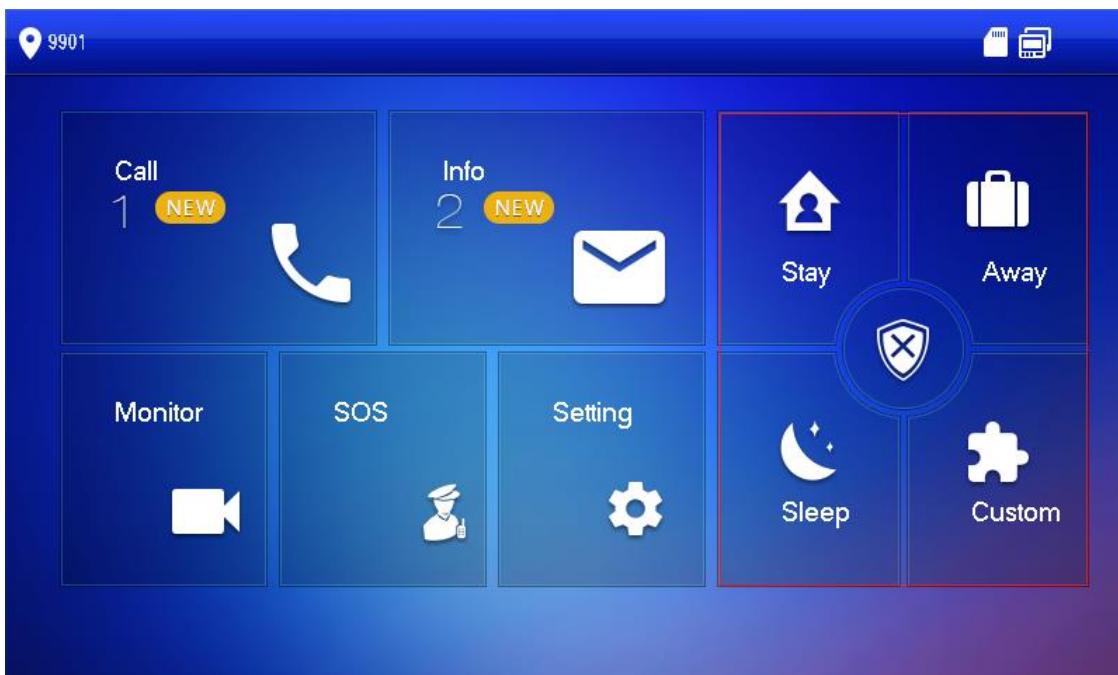 9901
Call
1 NEW
Info
2 NEW
Stay
Away
Monitor
SOS
Setting
Sleep
Custom